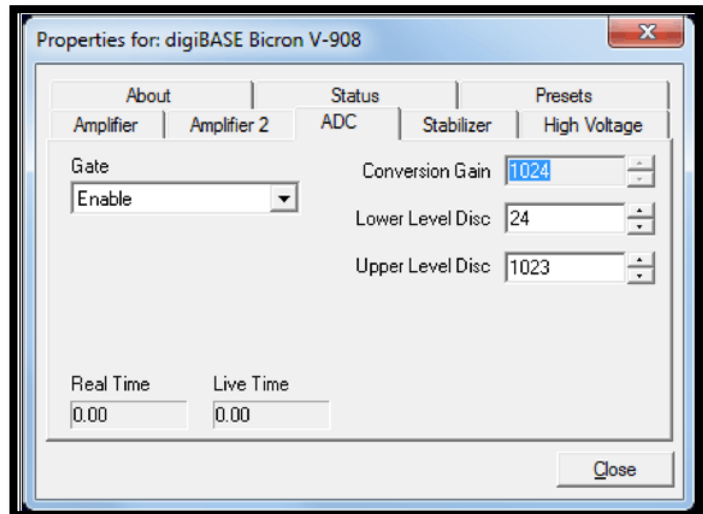 Properties for: digiBASE Bicron V-908
About Status Presets
Amplifier Amplifier 2 ADC Stabilizer High Voltage
Gate
Enable
Conversion Gain 1024
Lower Level Disc 24
Upper Level Disc 1023
Real Time Live Time
0.00 0.00
Close